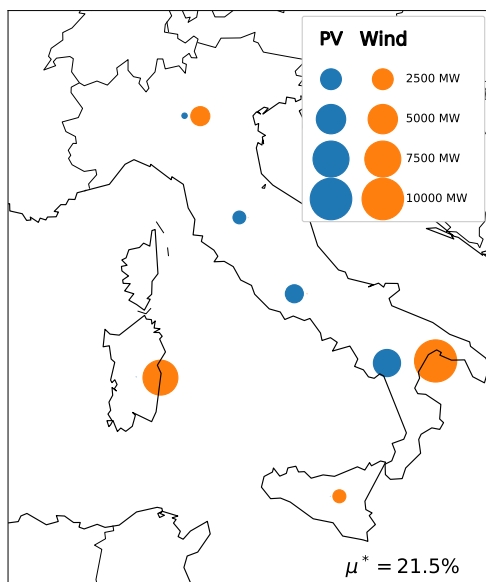 PV Wind
2500 MW
5000 MW
7500 MW
10000 MW
μ* = 21.5%